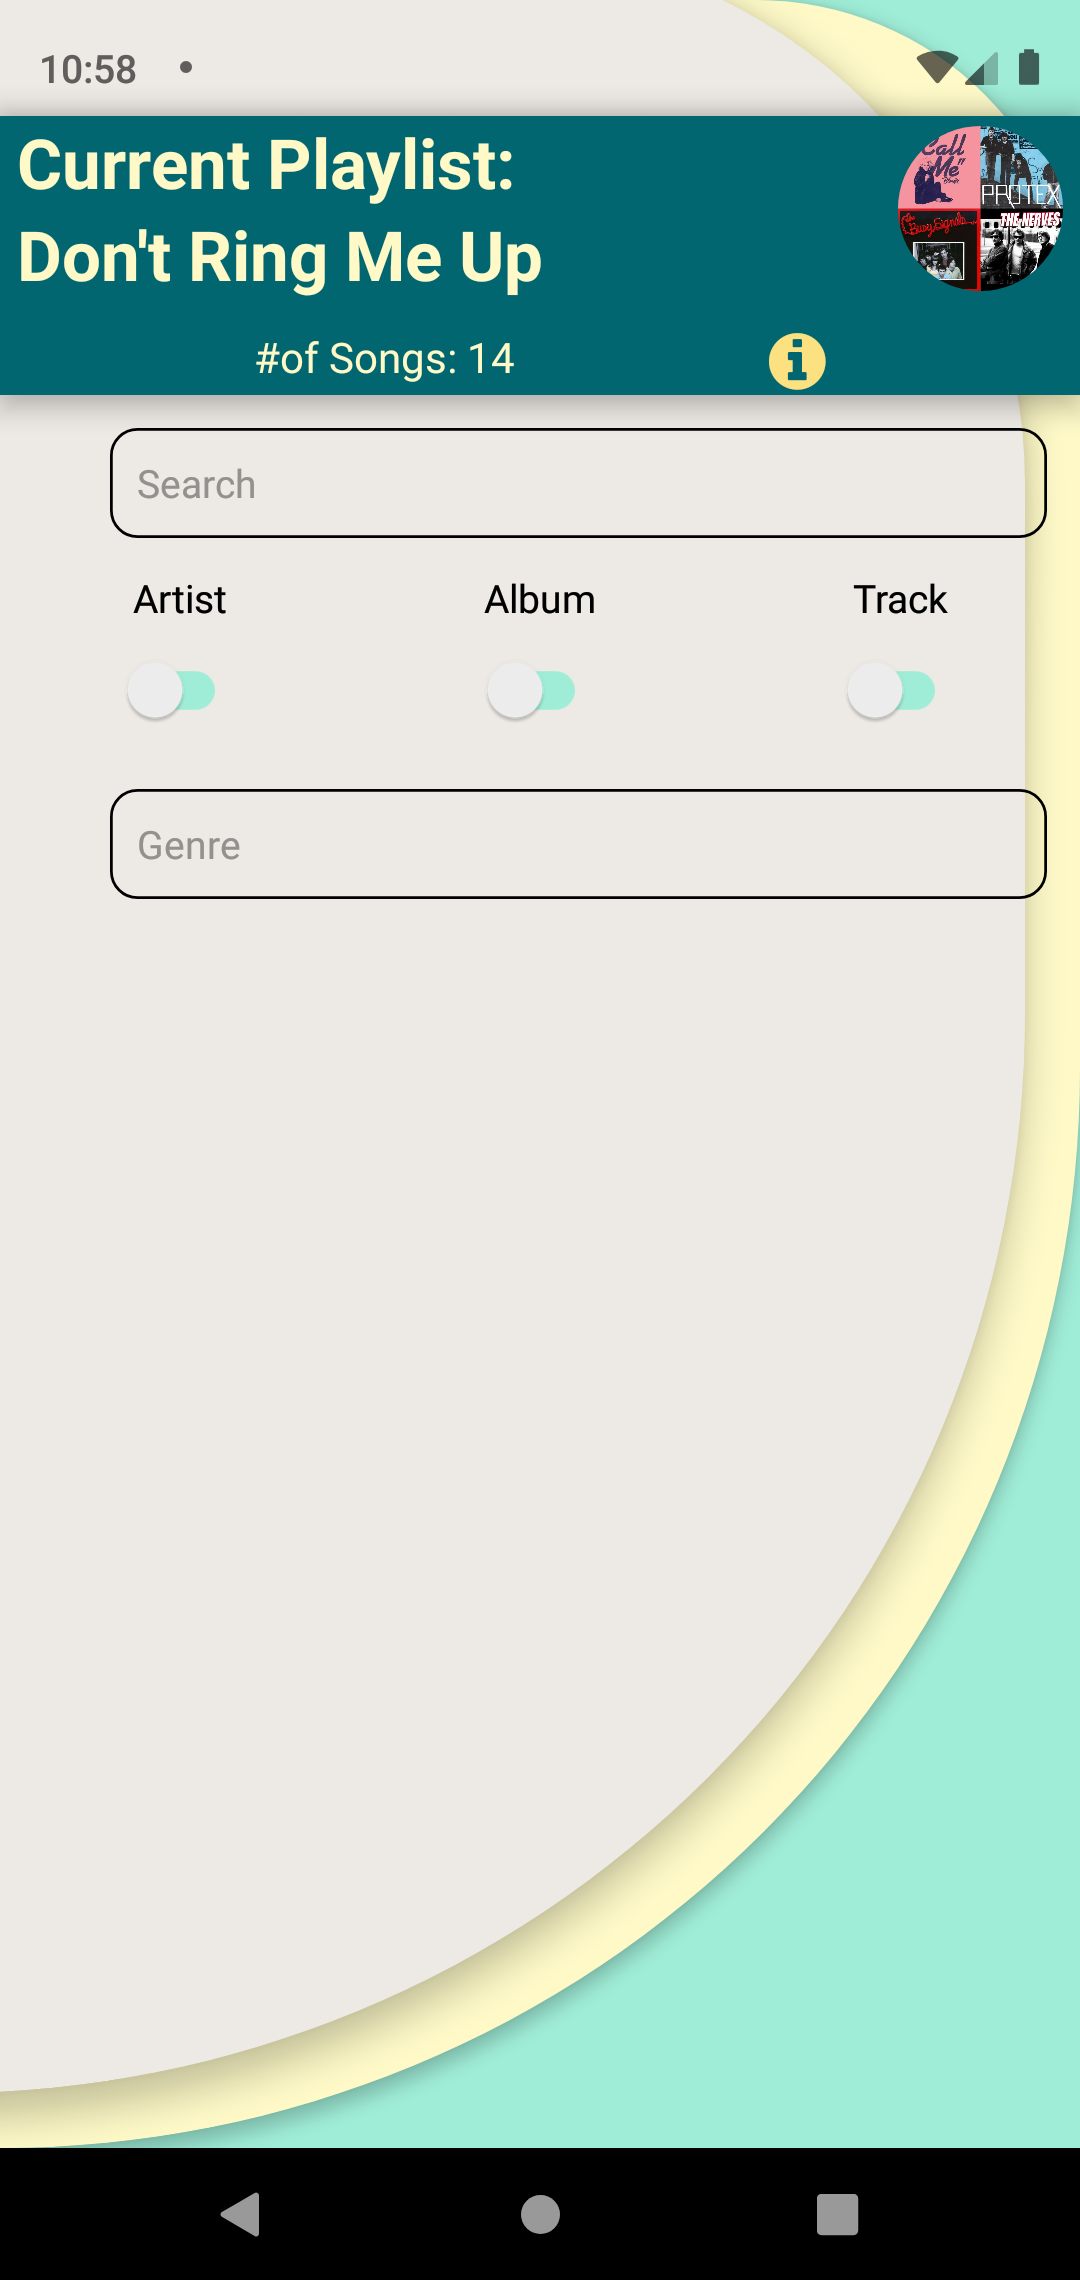 10:58
Current Playlist:
Don't Ring Me Up
Call
Me"
PROTEX
The
Busy Signals
THE NERVES
#of Songs: 14
i
Search
Artist
Album
Track
Genre